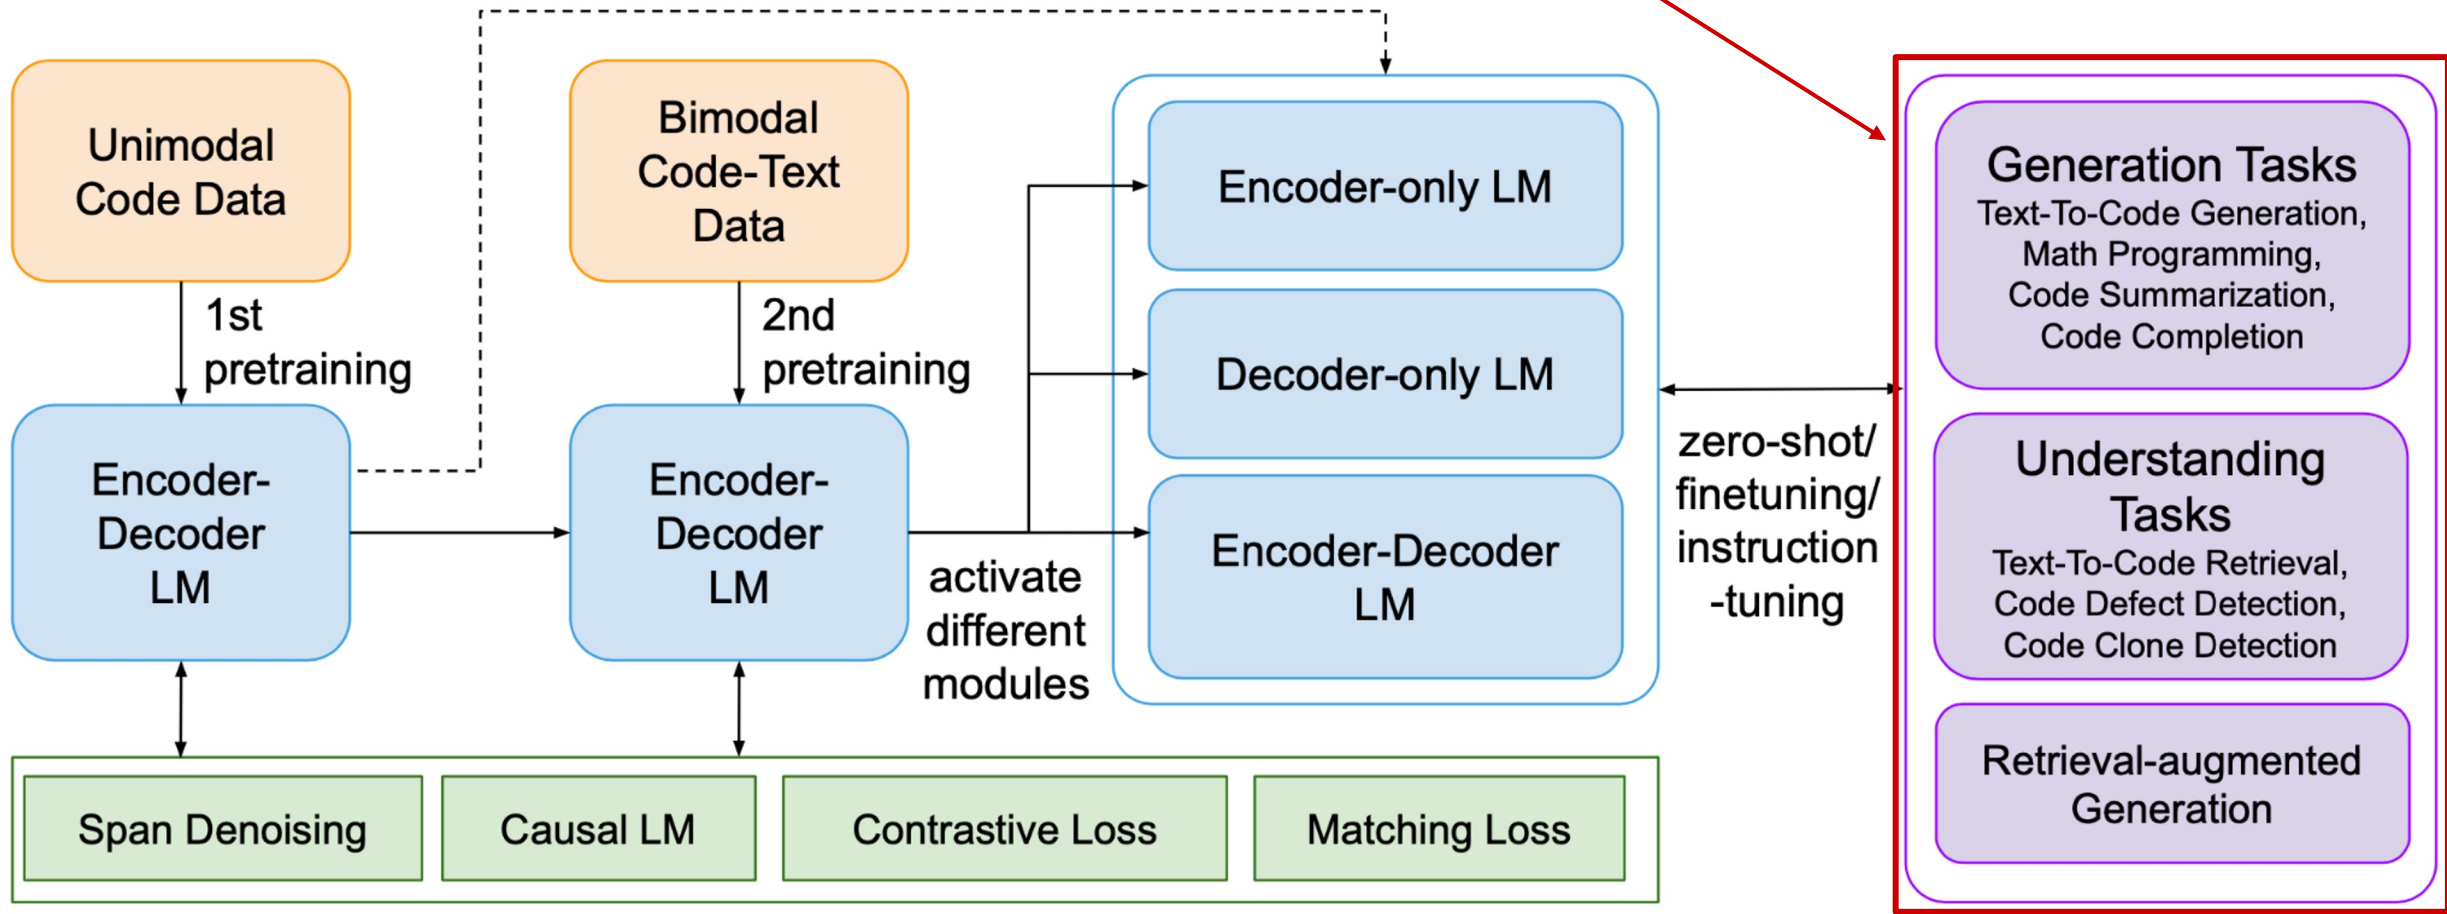 Unimodal
Code Data
Bimodal
Code-Text
Data
1st
pretraining
2nd
pretraining
Encoder-
Decoder
LM
Encoder-
Decoder
LM
activate
different
modules
Encoder-only LM
Decoder-only LM
Encoder-Decoder
LM
zero-shot/
finetuning/
instruction
-tuning
Generation Tasks
Text-To-Code Generation,
Math Programming,
Code Summarization,
Code Completion
Understanding
Tasks
Text-To-Code Retrieval,
Code Defect Detection,
Code Clone Detection
Retrieval-augmented
Generation
Span Denoising
Causal LM
Contrastive Loss
Matching Loss